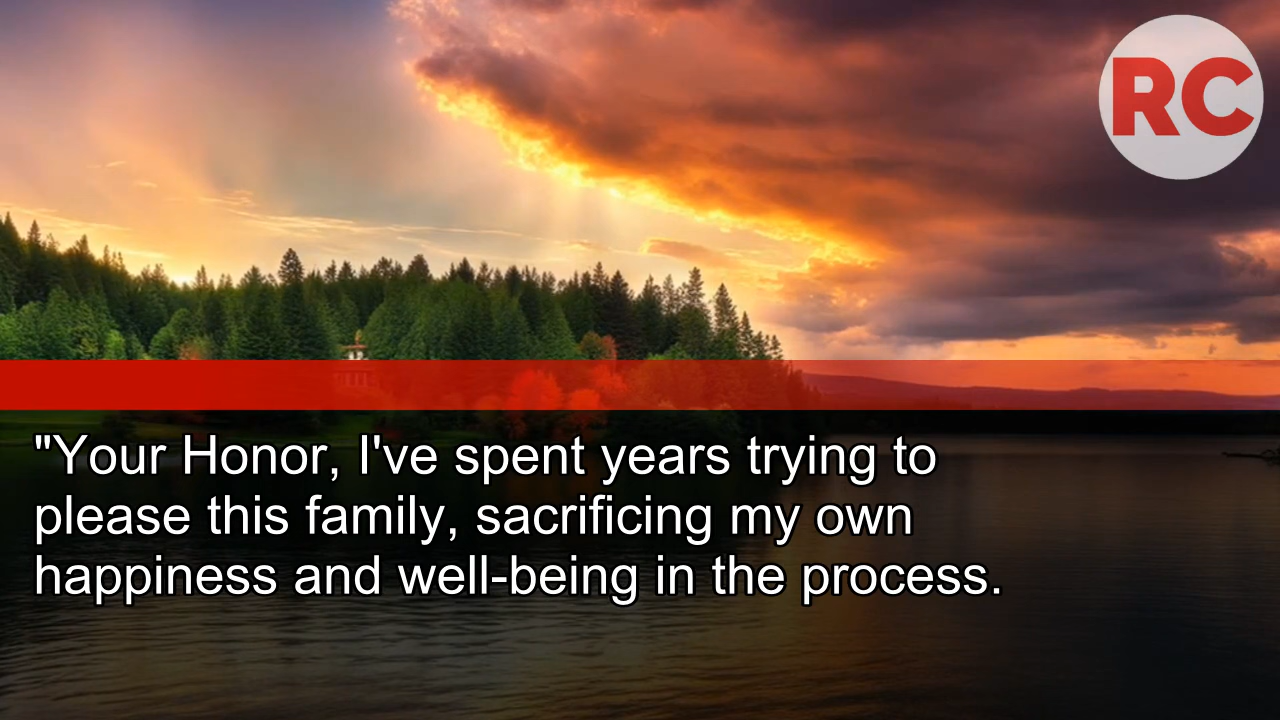 RC
"Your Honor, I've spent years trying to
please this family, sacrificing my own
happiness and well-being in the process.